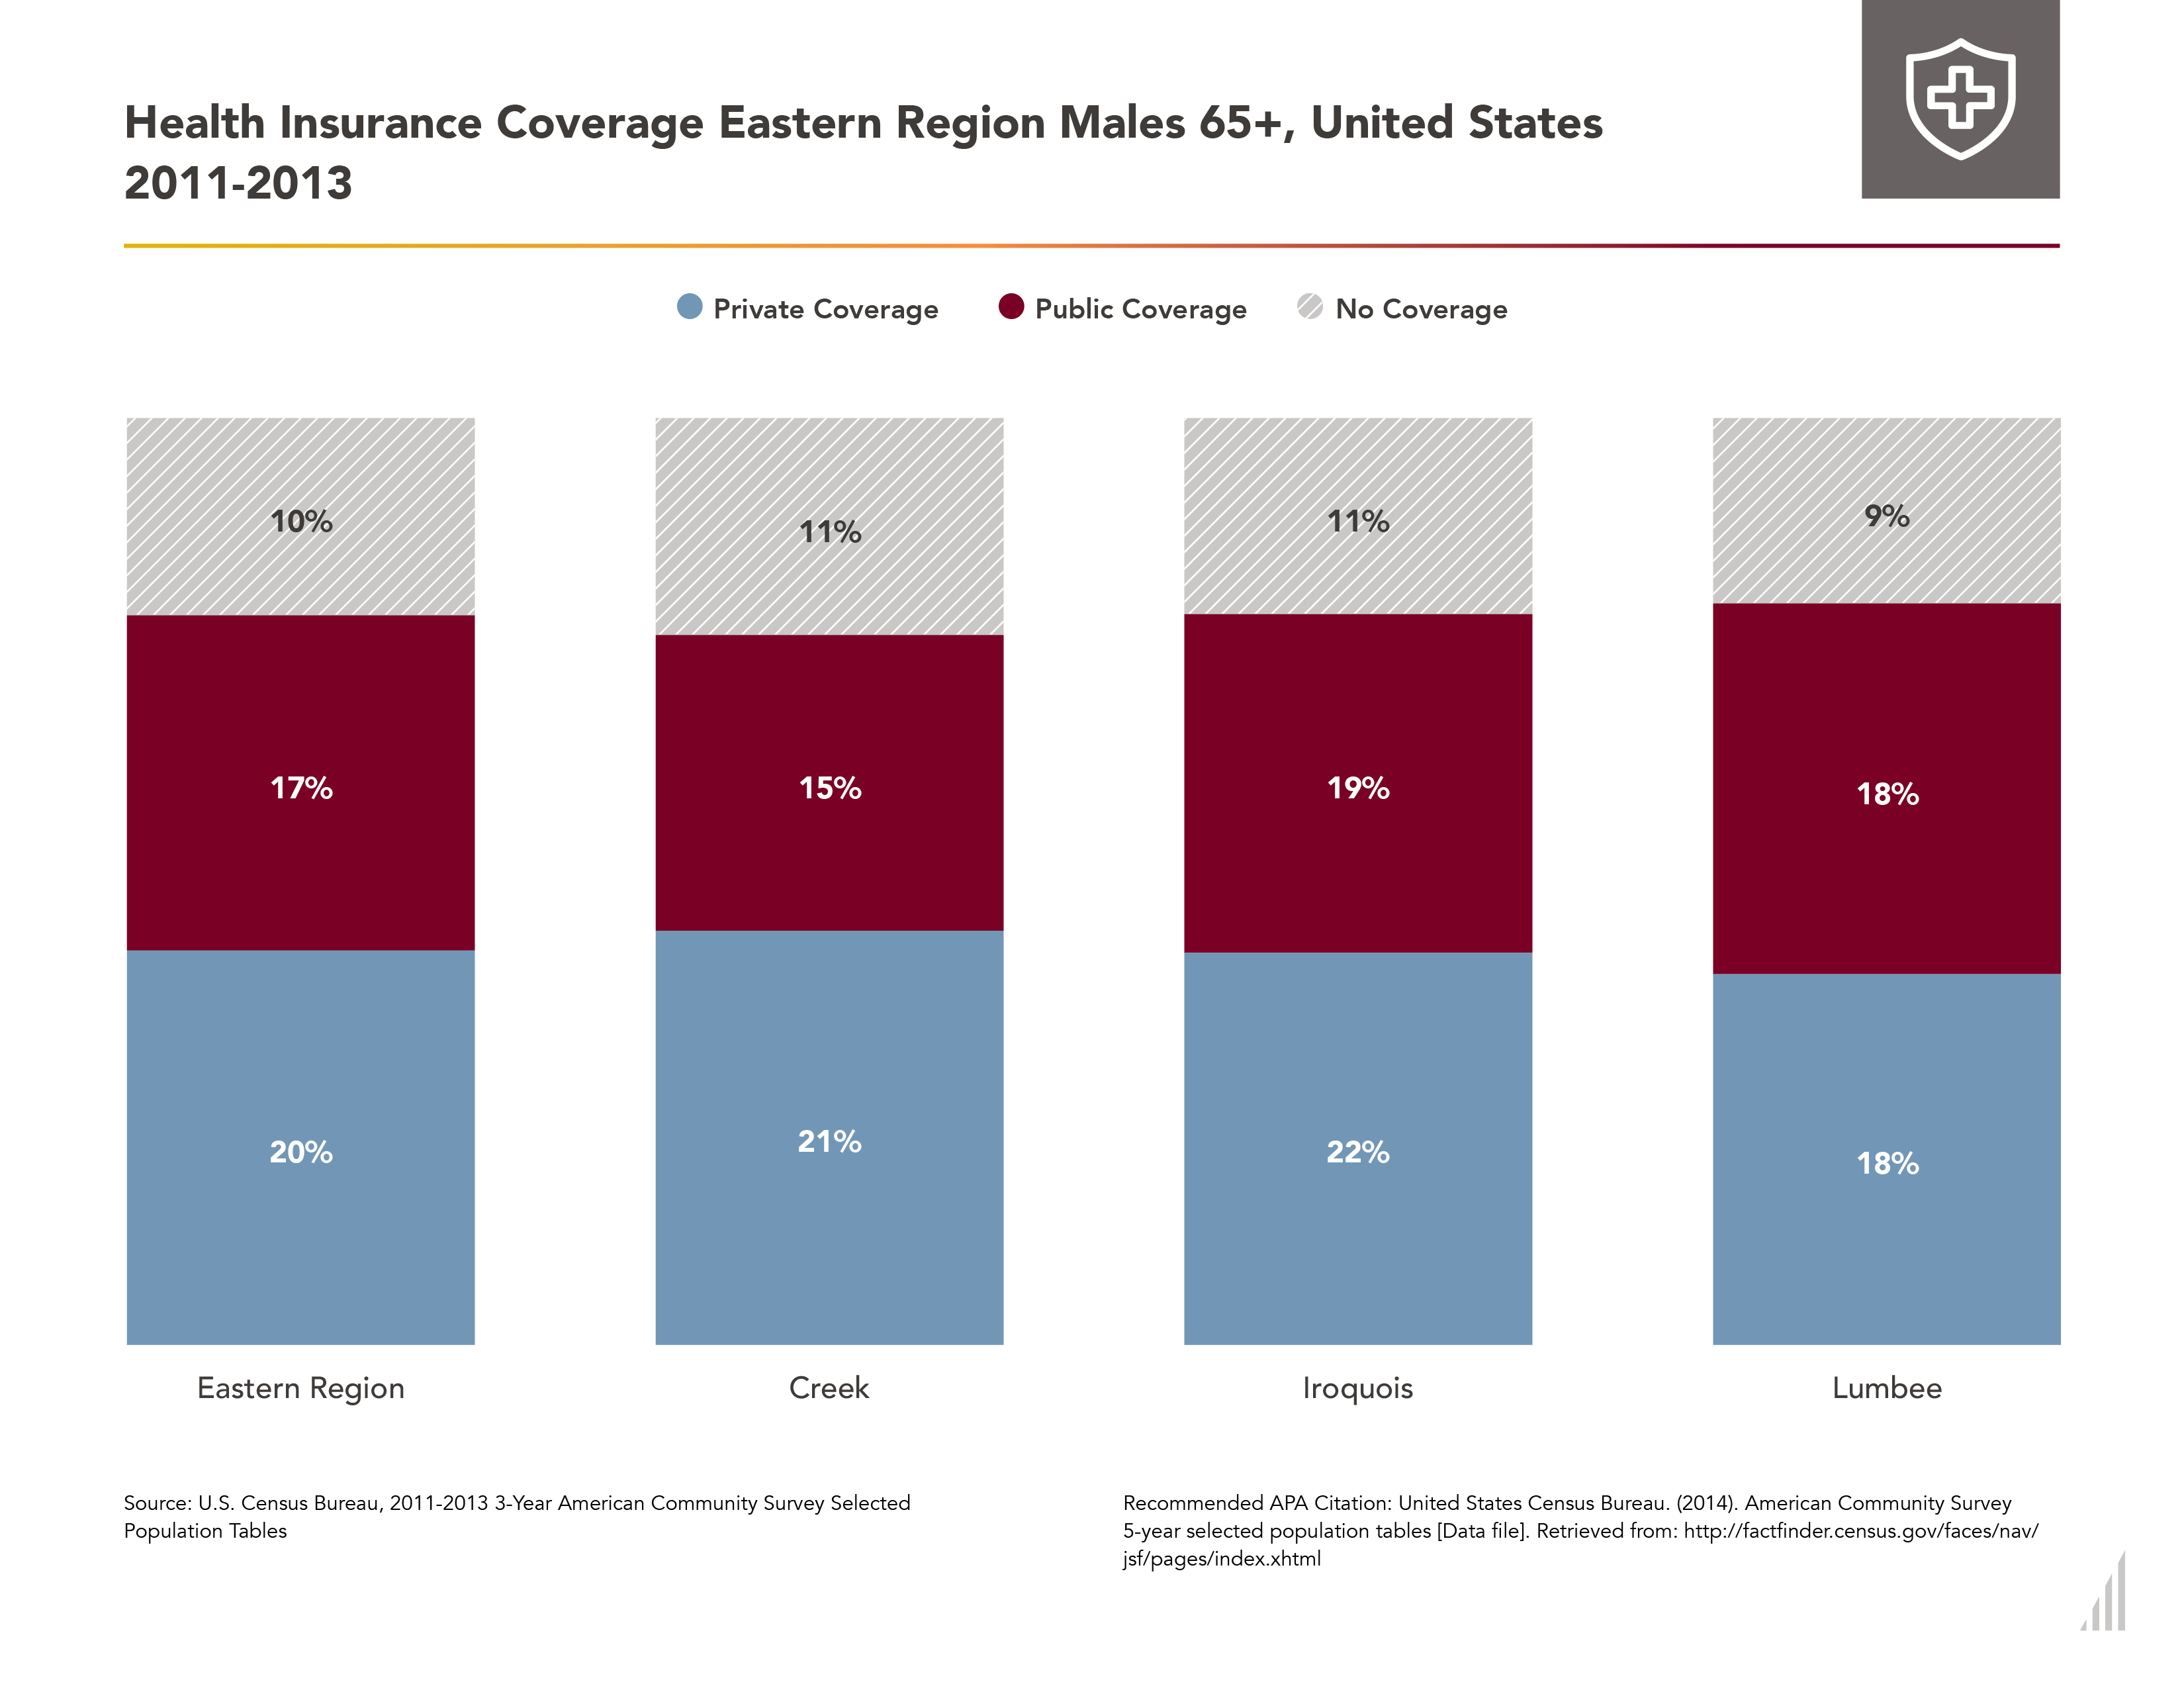 Health Insurance Coverage Eastern Region Males 65+, United States
2011-2013
Private Coverage Public Coverage No Coverage
10% 11% 11% 9%
17% 15% 19% 18%
20% 21% 22% 18%
Eastern Region Creek Iroquois Lumbee
Source: U.S. Census Bureau, 2011-2013 3-Year American Community Survey Selected
Population Tables
Recommended APA Citation: United States Census Bureau. (2014). American Community Survey
5-year selected population tables [Data file]. Retrieved from: http://factfinder.census.gov/faces/nav/
jsf/pages/index.xhtml